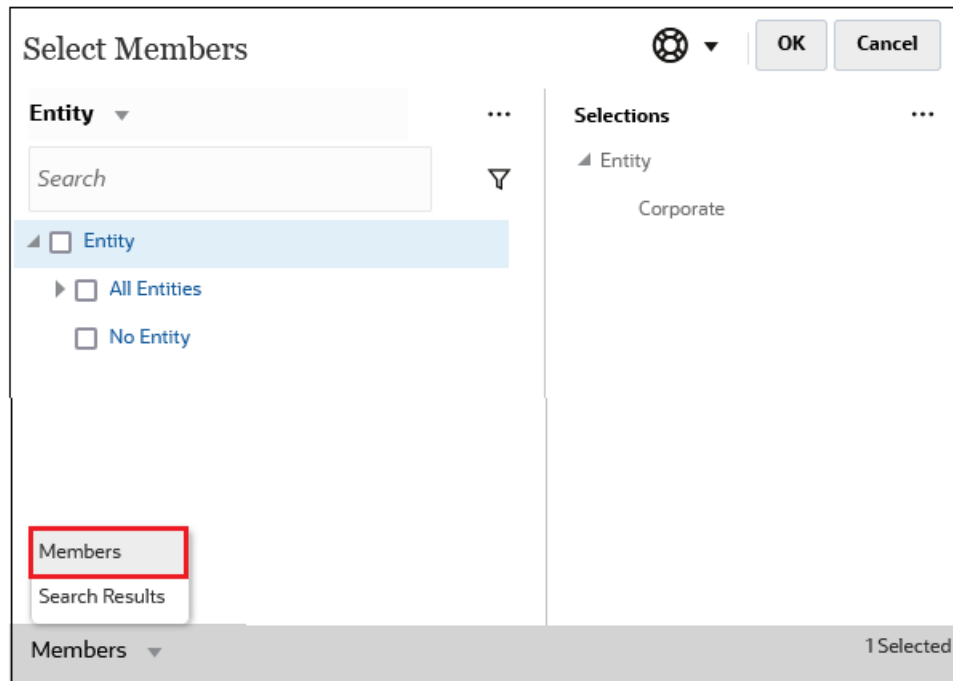 Select Members
OK
Cancel
Entity
...
Search
Entity
All Entities
No Entity
Selections
...
Entity
Corporate
Members
Search Results
Members
1 Selected